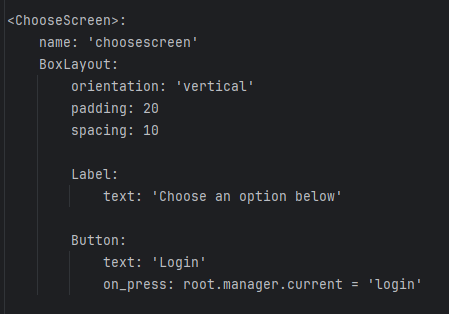 <ChooseScreen>:
    name: 'choosescreen'
    BoxLayout:
        orientation: 'vertical'
        padding: 20
        spacing: 10

        Label:
            text: 'Choose an option below'

        Button:
            text: 'Login'
            on_press: root.manager.current = 'login'